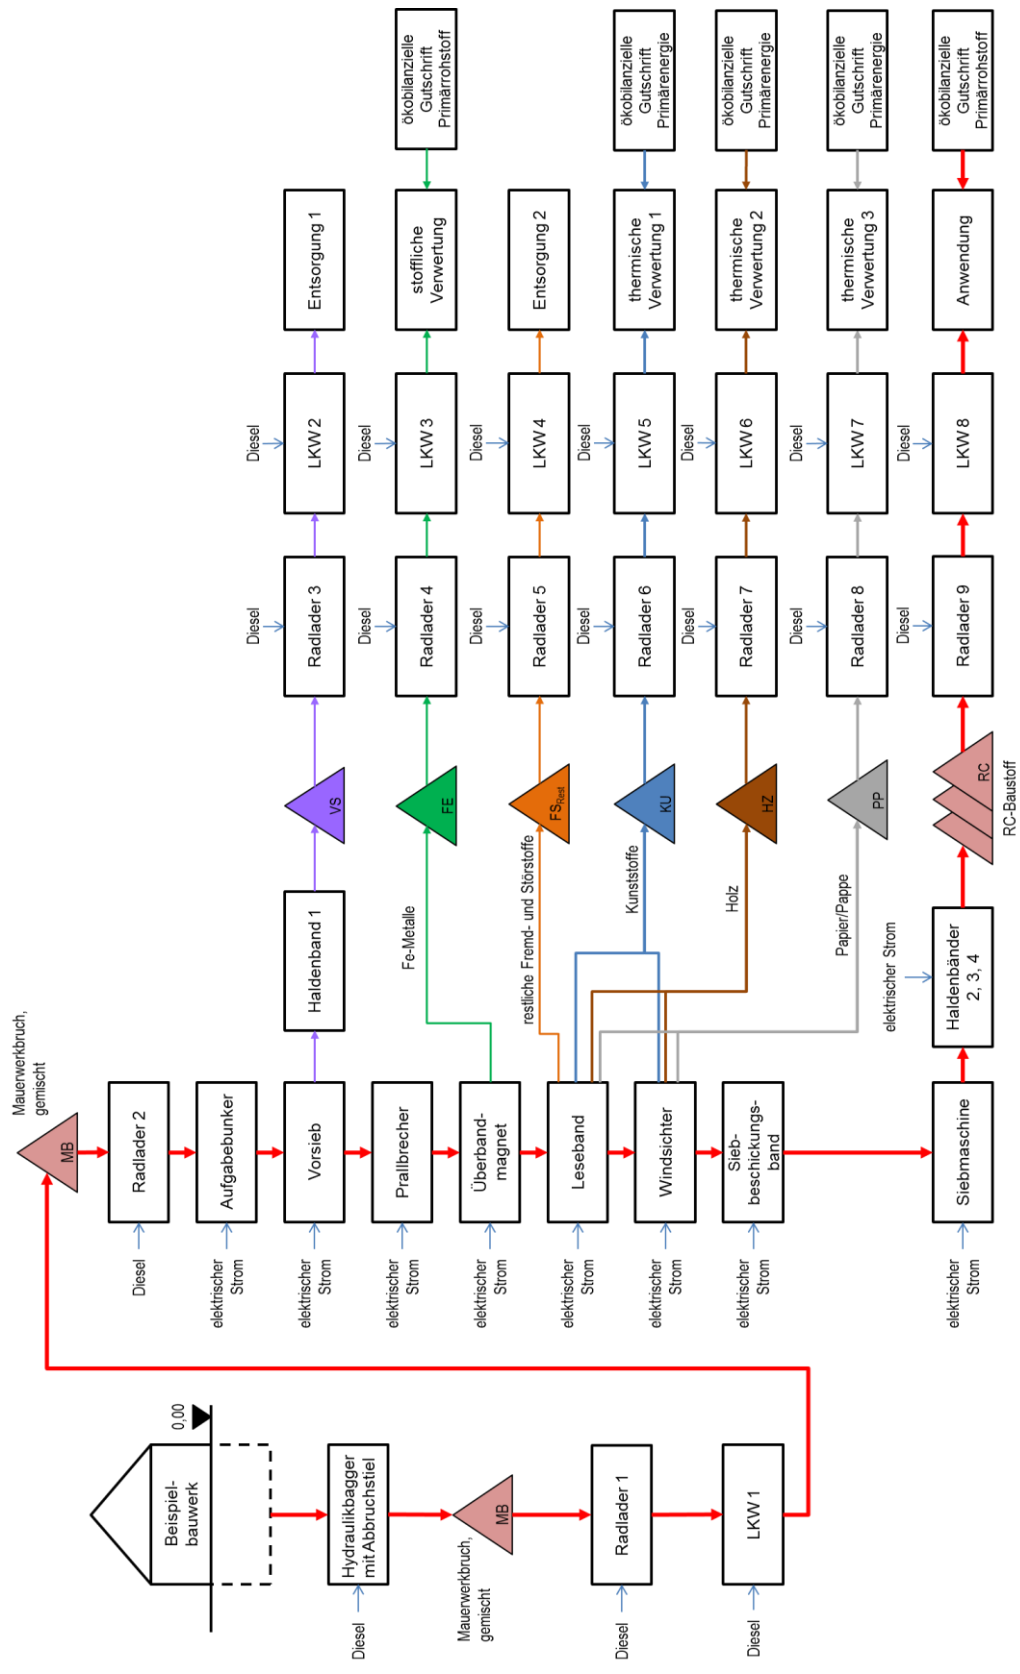 Beispiel-
bauwerk
0,00
Diesel
Hydraulikbagger
mit Abbruchstiel
Mauerwerkbruch,
gemischt
MB
Diesel
Radlader 1
Diesel
LKW 1
Mauerwerkbruch,
gemischt
MB
Diesel
Radlader 2
elektrischer
Strom
Aufgabebunker
elektrischer
Strom
Vorsieb
elektrischer
Strom
Prallbrecher
elektrischer
Strom
Überband-
magnet
elektrischer
Strom
Leseband
elektrischer
Strom
Windsichter
elektrischer
Strom
Sieb-
beschickungs-
band
elektrischer
Strom
Siebmaschine
Haldenband 1
VS
Diesel
Radlader 3
Diesel
LKW 2
Entsorgung 1
Fe-Metalle
FE
Diesel
Radlader 4
Diesel
LKW 3
stoffliche
Verwertung
ökobilanzielle
Gutschrift
Primärrohstoff
restliche Fremd- und Störstoffe
FSRest
Diesel
Radlader 5
Diesel
LKW 4
Entsorgung 2
Kunststoffe
KU
Diesel
Radlader 6
Diesel
LKW 5
thermische
Verwertung 1
ökobilanzielle
Gutschrift
Primärenergie
Holz
HZ
Diesel
Radlader 7
Diesel
LKW 6
thermische
Verwertung 2
ökobilanzielle
Gutschrift
Primärenergie
Papier/Pappe
PP
Diesel
Radlader 8
Diesel
LKW 7
thermische
Verwertung 3
ökobilanzielle
Gutschrift
Primärenergie
elektrischer Strom
Haldenbänder
2, 3, 4
RC
RC-Baustoff
Diesel
Radlader 9
Diesel
LKW 8
Anwendung
ökobilanzielle
Gutschrift
Primärrohstoff